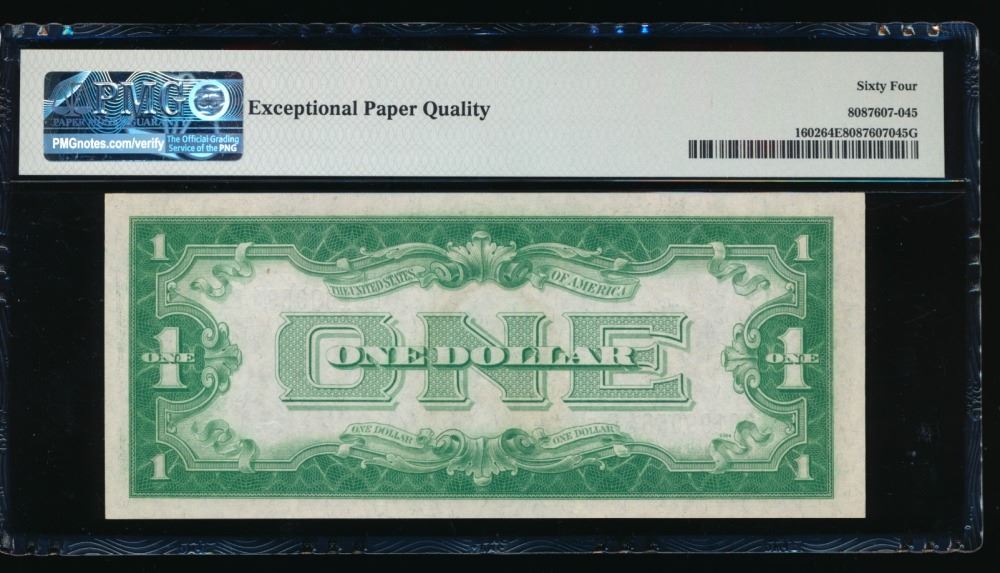 PMG
PAPER MONEY GUARANTY
PMGnotes.com/verify
The Official Grading
Service of the PNG
Exceptional Paper Quality
Sixty Four
8087607-045
160264E8087607045G
1 1
THE UNITED STATES OF AMERICA
ONE
ONE DOLLAR
1 ONE
1 ONE
ONE DOLLAR ONE DOLLAR
1 1